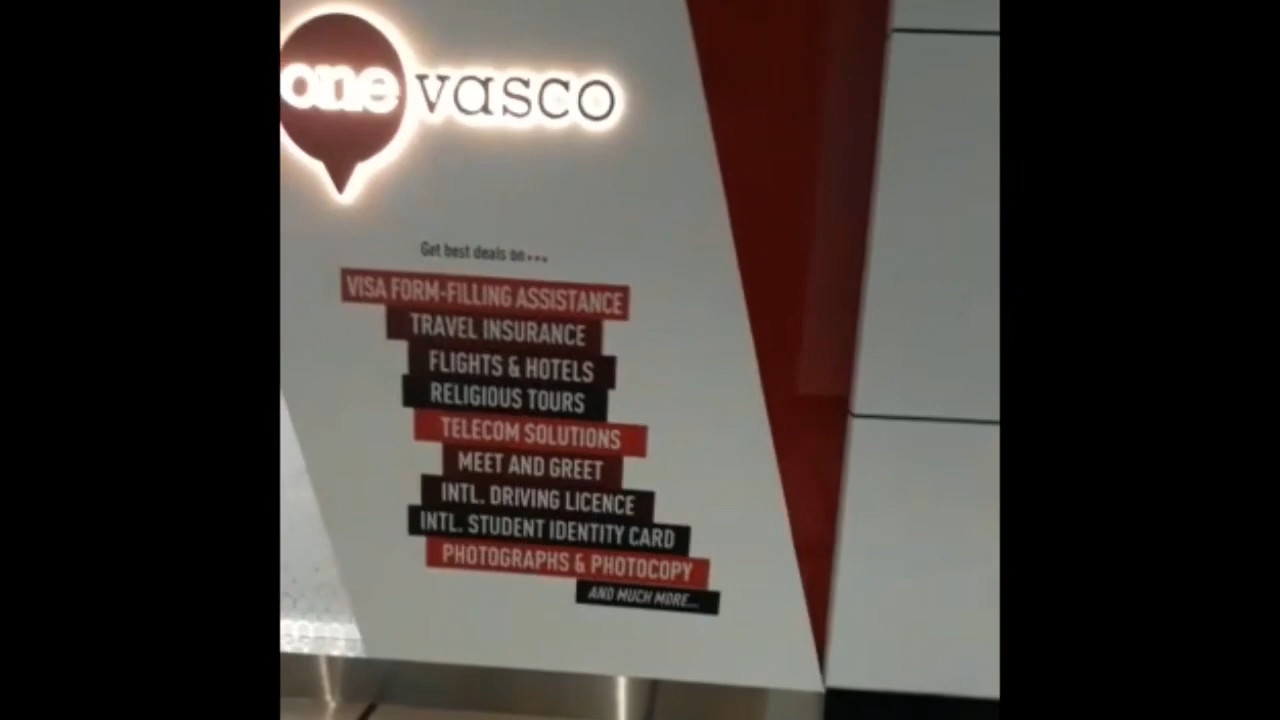 one vasco
Get best deals on...
VISA FORM-FILLING ASSISTANCE
TRAVEL INSURANCE
FLIGHTS & HOTELS
RELIGIOUS TOURS
TELECOM SOLUTIONS
MEET AND GREET
INTL. DRIVING LICENCE
INTL. STUDENT IDENTITY CARD
PHOTOGRAPHS & PHOTOCOPY
AND MUCH MORE...